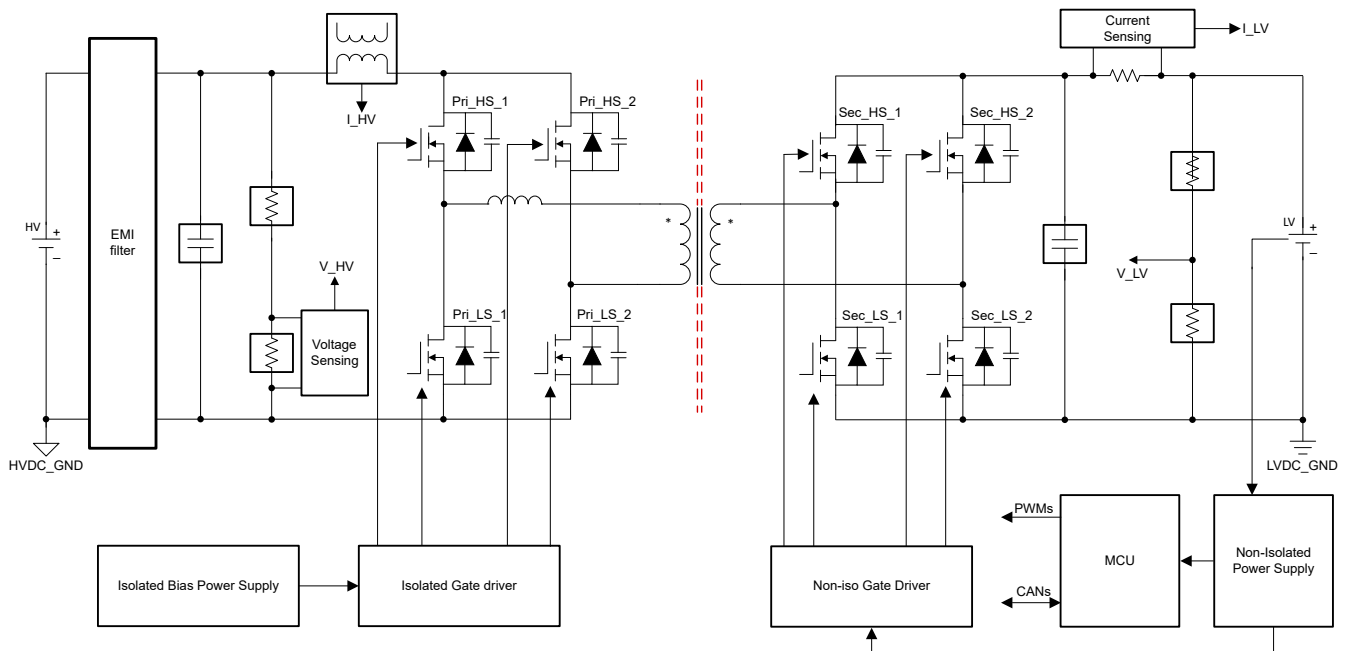 Current
Sensing
I_LV
I_HV
Pri_HS_1
Pri_HS_2
Sec_HS_1
Sec_HS_2
HV
+
–
EMI
filter
*
*
LV
+
–
V_HV
V_LV
Voltage
Sensing
Pri_LS_1
Pri_LS_2
Sec_LS_1
Sec_LS_2
HVDC_GND
LVDC_GND
Isolated Bias Power Supply
Isolated Gate driver
Non-iso Gate Driver
PWMs
CANs
MCU
Non-Isolated
Power Supply